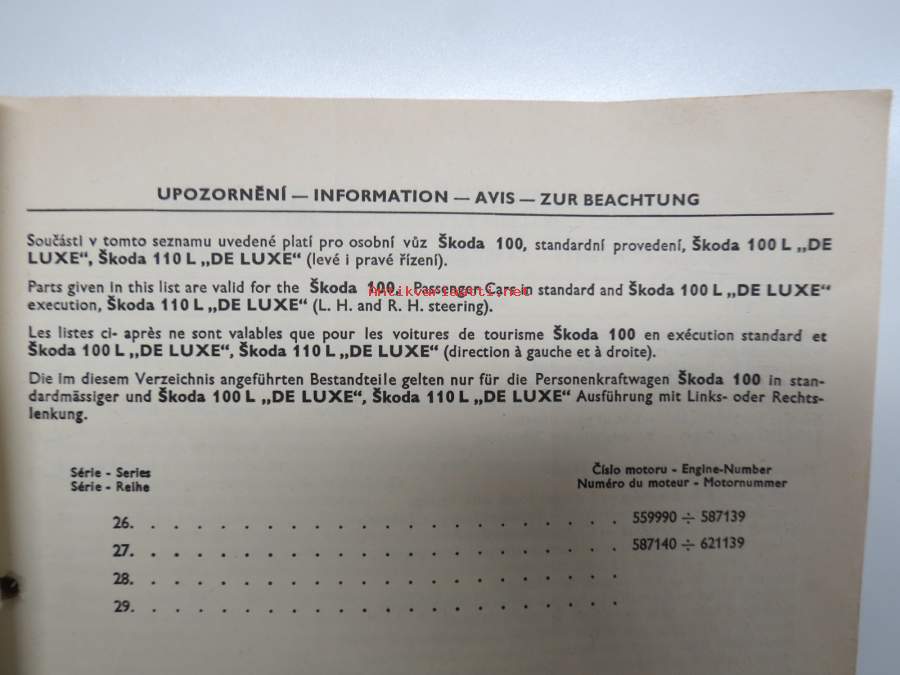 UPOZORNĚNÍ — INFORMATION — AVIS — ZUR BEACHTUNG
Součásti v tomto seznamu uvedené platí pro osobní vůz Škoda 100, standardní provedení, Škoda 100 L „DE
LUXE“, Škoda 110 L „DE LUXE“ (levé i pravé řízení).
Parts given in this list are valid for the Škoda 100, Passenger Cars in standard and Škoda 100 L „DE LUXE“
antikvariaatti.net
execution, Škoda 110 L „DE LUXE“ (L. H. and R. H. steering).
Les listes ci- après ne sont valables que pour les voitures de tourisme Škoda 100 en exécution standard et
Škoda 100 L „DE LUXE“, Škoda 110 L „DE LUXE“ (direction à gauche et à droite).
Die im diesem Verzeichnis angeführten Bestandteile gelten nur für die Personenkraftwagen Škoda 100 in stan-
dardmässiger und Škoda 100 L „DE LUXE“, Škoda 110 L „DE LUXE“ Ausführung mit Links- oder Rechts-
lenkung.
Série - Series Číslo motoru - Engine-Number
Série - Reihe Numéro du moteur - Motornummer
26. . . . . . . . . . . . . . . . . . . . . 559990 ÷ 587139
27. . . . . . . . . . . . . . . . . . . . . 587140 ÷ 621139
28. . . . . . . . . . . . . . . . . . . . .
29. . . . . . . . . . . . . . . . . . . . .